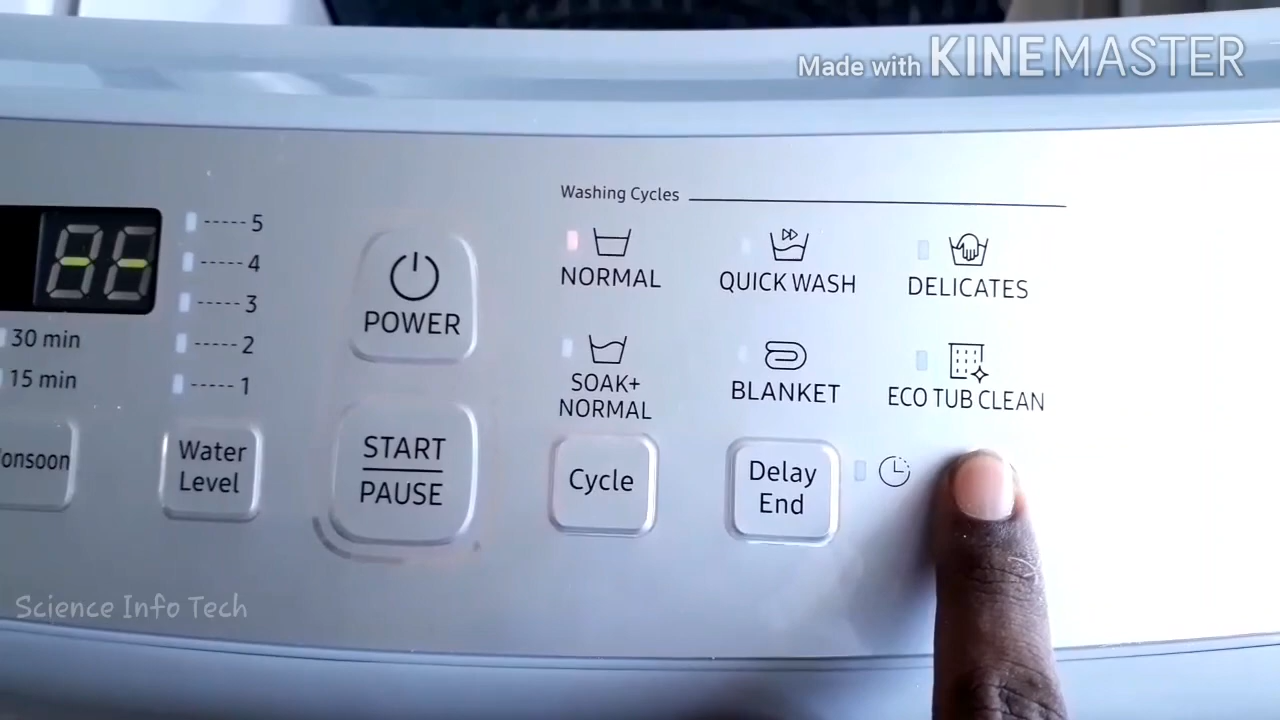 Made with KINEMASTER
Washing Cycles
NORMAL
QUICK WASH
DELICATES
SOAK+
NORMAL
BLANKET
ECO TUB CLEAN
5
4
3
2
1
30 min
15 min
onsoon
Water
Level
POWER
START
PAUSE
Cycle
Delay
End
Science Info Tech